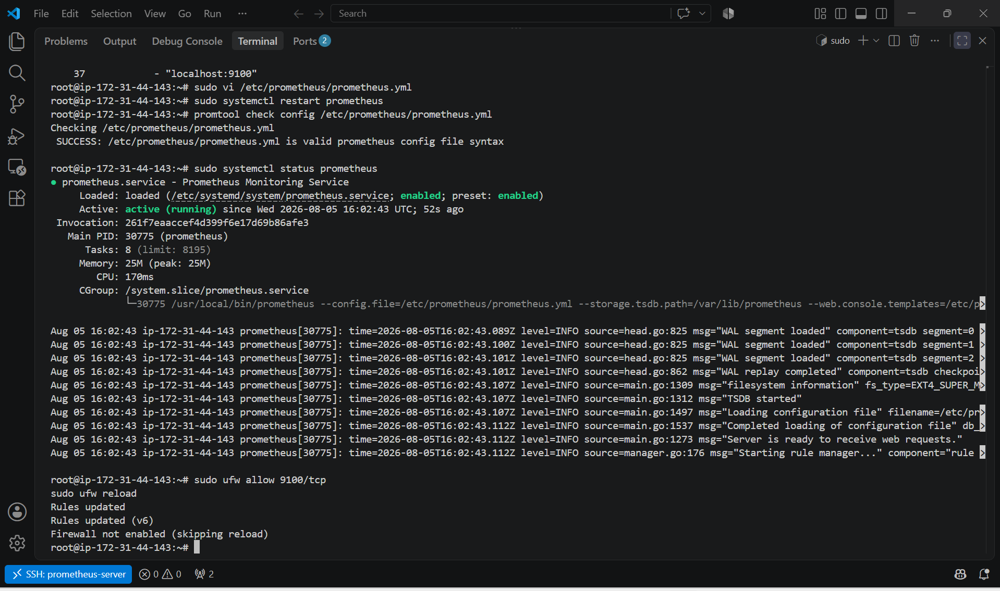 File Edit Selection View Go Run ··· Search
Problems Output Debug Console Terminal Ports 2 sudo
37 - "localhost:9100"
root@ip-172-31-44-143:~# sudo vi /etc/prometheus/prometheus.yml
root@ip-172-31-44-143:~# sudo systemctl restart prometheus
root@ip-172-31-44-143:~# promtool check config /etc/prometheus/prometheus.yml
Checking /etc/prometheus/prometheus.yml
SUCCESS: /etc/prometheus/prometheus.yml is valid prometheus config file syntax
root@ip-172-31-44-143:~# sudo systemctl status prometheus
● prometheus.service - Prometheus Monitoring Service
Loaded: loaded (/etc/systemd/system/prometheus.service; enabled; preset: enabled)
Active: active (running) since Wed 2026-08-05 16:02:43 UTC; 52s ago
Invocation: 261f7eaaccef4d399f6e17d69b86afe3
Main PID: 30775 (prometheus)
Tasks: 8 (limit: 8195)
Memory: 25M (peak: 25M)
CPU: 170ms
CGroup: /system.slice/prometheus.service
└─30775 /usr/local/bin/prometheus --config.file=/etc/prometheus/prometheus.yml --storage.tsdb.path=/var/lib/prometheus --web.console.templates=/etc/p>
Aug 05 16:02:43 ip-172-31-44-143 prometheus[30775]: time=2026-08-05T16:02:43.089Z level=INFO source=head.go:825 msg="WAL segment loaded" component=tsdb segment=0 >
Aug 05 16:02:43 ip-172-31-44-143 prometheus[30775]: time=2026-08-05T16:02:43.100Z level=INFO source=head.go:825 msg="WAL segment loaded" component=tsdb segment=1 >
Aug 05 16:02:43 ip-172-31-44-143 prometheus[30775]: time=2026-08-05T16:02:43.101Z level=INFO source=head.go:825 msg="WAL segment loaded" component=tsdb segment=2 >
Aug 05 16:02:43 ip-172-31-44-143 prometheus[30775]: time=2026-08-05T16:02:43.101Z level=INFO source=head.go:862 msg="WAL replay completed" component=tsdb checkpoi>
Aug 05 16:02:43 ip-172-31-44-143 prometheus[30775]: time=2026-08-05T16:02:43.107Z level=INFO source=main.go:1309 msg="filesystem information" fs_type=EXT4_SUPER_M>
Aug 05 16:02:43 ip-172-31-44-143 prometheus[30775]: time=2026-08-05T16:02:43.107Z level=INFO source=main.go:1312 msg="TSDB started"
Aug 05 16:02:43 ip-172-31-44-143 prometheus[30775]: time=2026-08-05T16:02:43.107Z level=INFO source=main.go:1497 msg="Loading configuration file" filename=/etc/pr>
Aug 05 16:02:43 ip-172-31-44-143 prometheus[30775]: time=2026-08-05T16:02:43.112Z level=INFO source=main.go:1537 msg="Completed loading of configuration file" db_>
Aug 05 16:02:43 ip-172-31-44-143 prometheus[30775]: time=2026-08-05T16:02:43.112Z level=INFO source=main.go:1273 msg="Server is ready to receive web requests."
Aug 05 16:02:43 ip-172-31-44-143 prometheus[30775]: time=2026-08-05T16:02:43.112Z level=INFO source=manager.go:176 msg="Starting rule manager..." component="rule >
root@ip-172-31-44-143:~# sudo ufw allow 9100/tcp
sudo ufw reload
Rules updated
Rules updated (v6)
Firewall not enabled (skipping reload)
root@ip-172-31-44-143:~#
SSH: prometheus-server 0 0 2